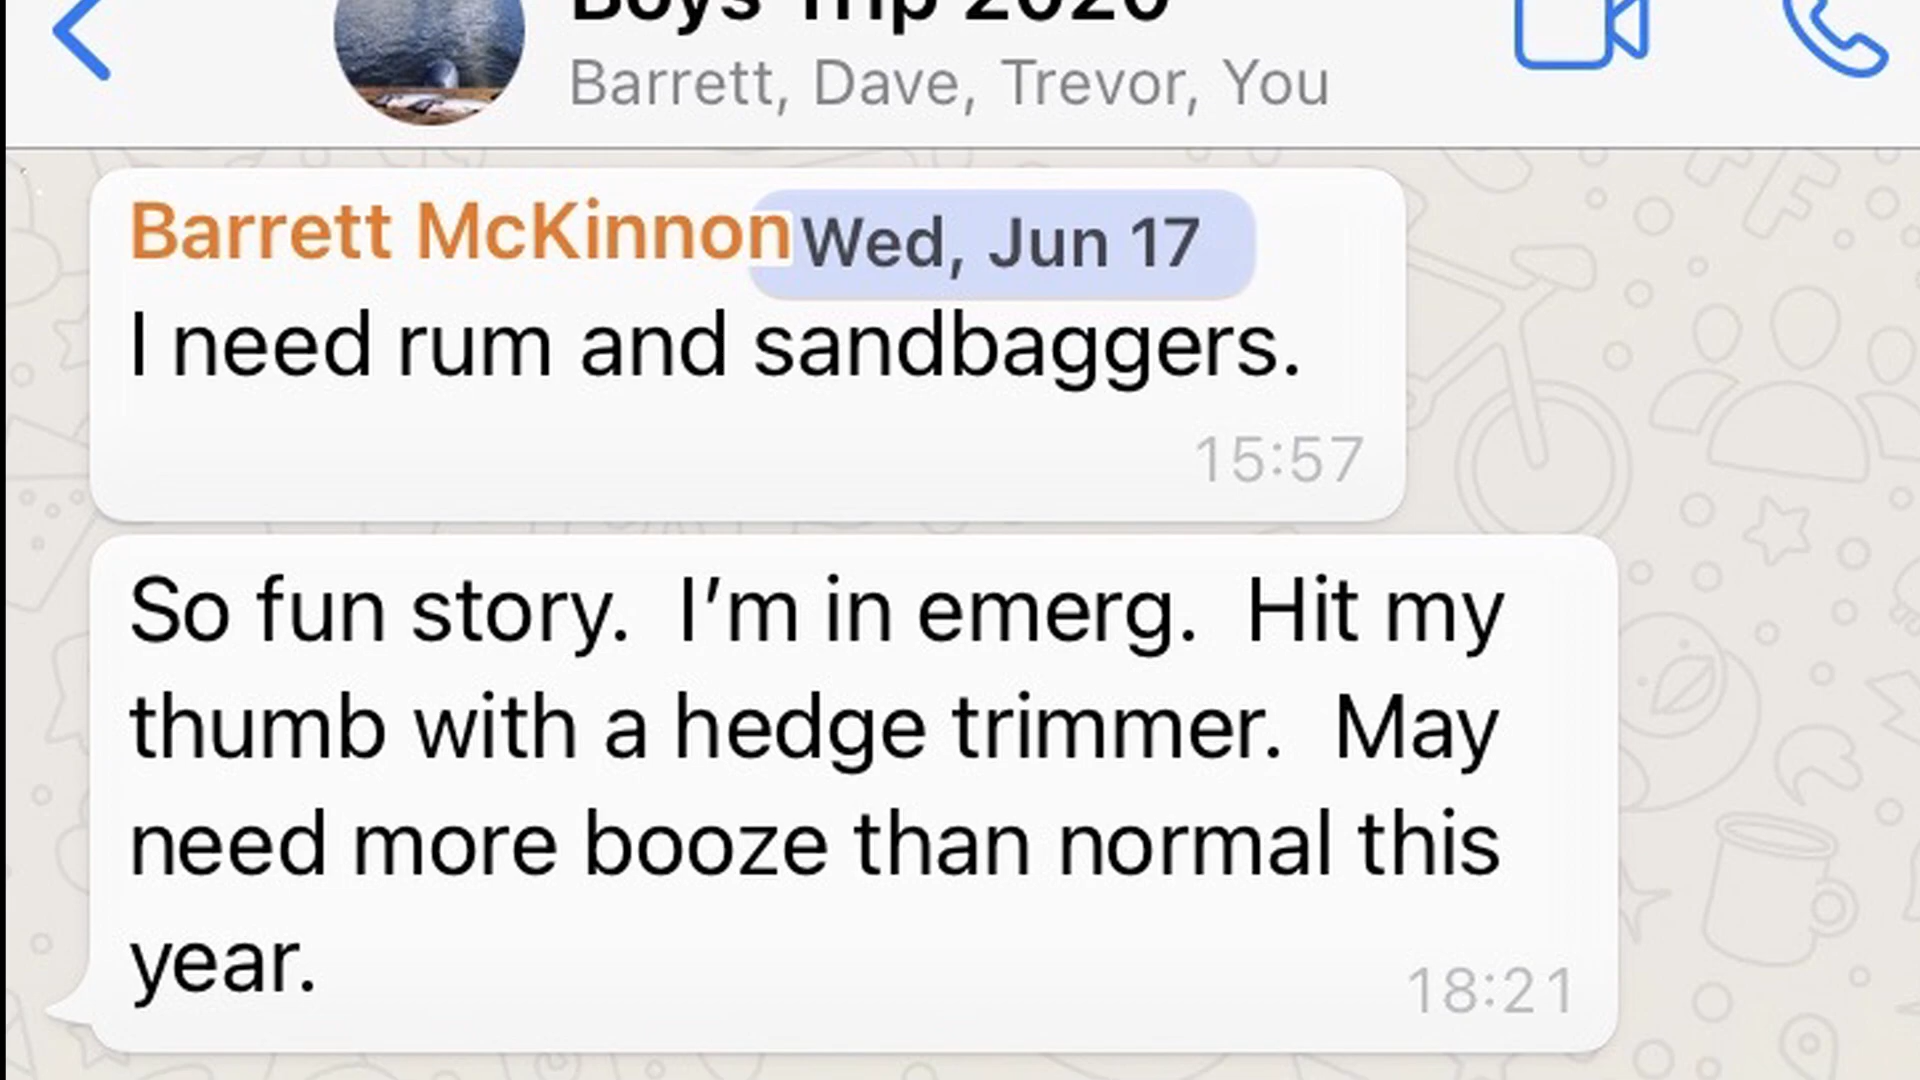 Boys Trip 2020
Barrett, Dave, Trevor, You
Barrett McKinnon Wed, Jun 17
I need rum and sandbaggers.
15:57
So fun story.  I’m in emerg.  Hit my
thumb with a hedge trimmer.  May
need more booze than normal this
year.
18:21